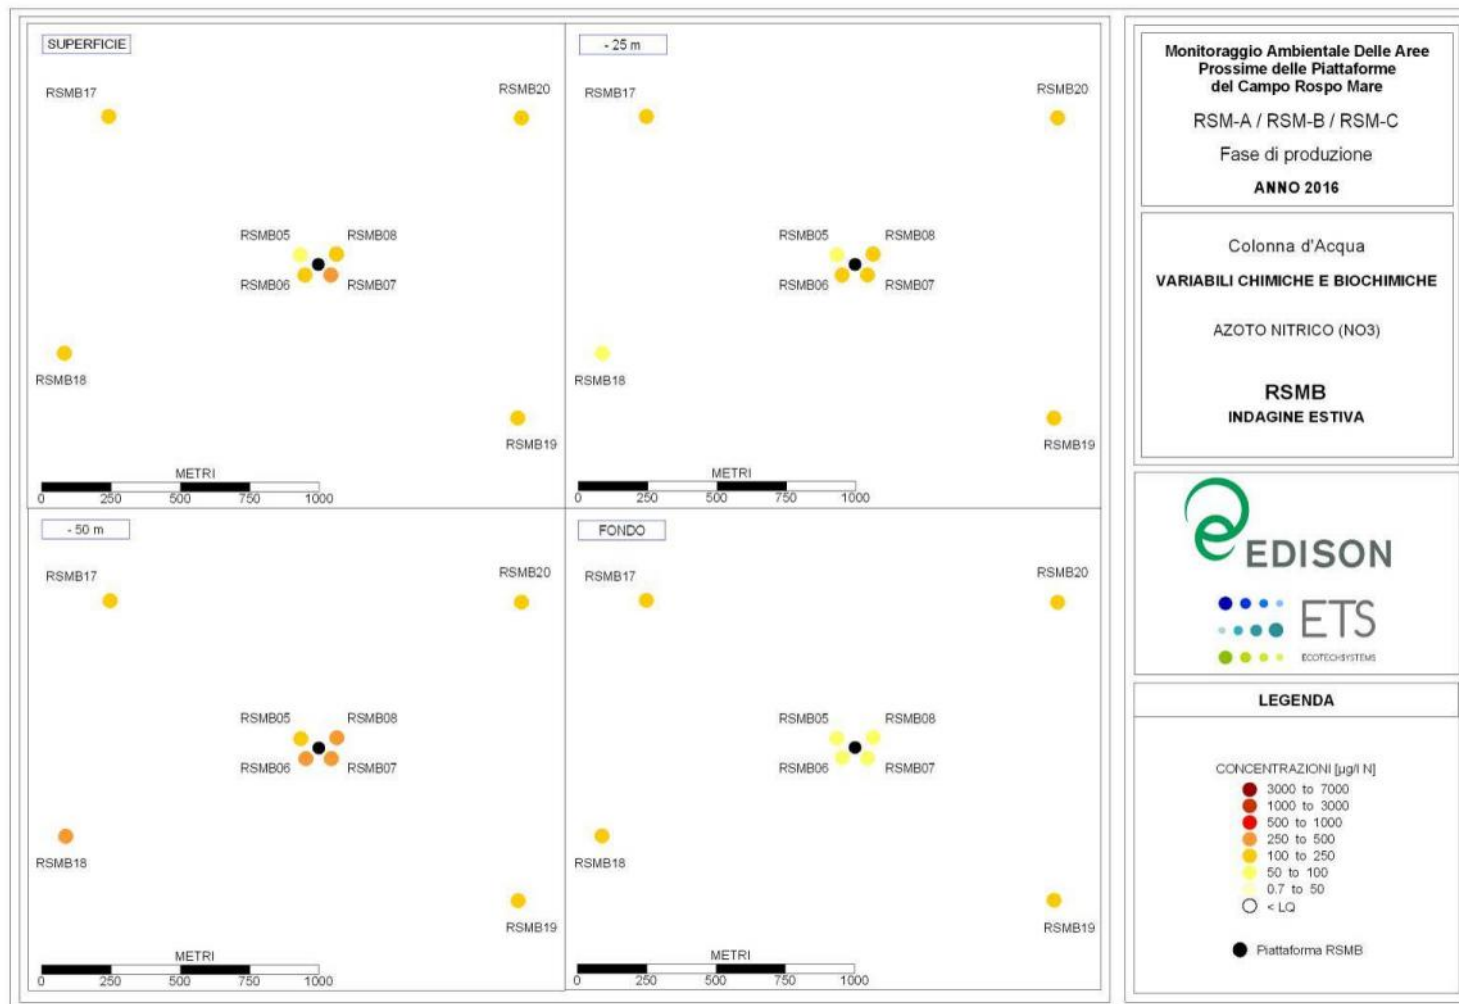 SUPERFICIE
RSMB17
RSMB20
RSMB05
RSMB08
RSMB06
RSMB07
RSMB18
RSMB19
METRI
0 250 500 750 1000
- 25 m
RSMB17
RSMB20
RSMB05
RSMB08
RSMB06
RSMB07
RSMB18
RSMB19
METRI
0 250 500 750 1000
- 50 m
RSMB17
RSMB20
RSMB05
RSMB08
RSMB06
RSMB07
RSMB18
RSMB19
METRI
0 250 500 750 1000
FONDO
RSMB17
RSMB20
RSMB05
RSMB08
RSMB06
RSMB07
RSMB18
RSMB19
METRI
0 250 500 750 1000
Monitoraggio Ambientale Delle Aree
Prossime delle Piattaforme
del Campo Rospo Mare
RSM-A / RSM-B / RSM-C
Fase di produzione
ANNO 2016
Colonna d'Acqua
VARIABILI CHIMICHE E BIOCHIMICHE
AZOTO NITRICO (NO3)
RSMB
INDAGINE ESTIVA
EDISON
ETS
ECOTECHSYSTEMS
LEGENDA
CONCENTRAZIONI [µg/l N]
3000 to 7000
1000 to 3000
500 to 1000
250 to 500
100 to 250
50 to 100
0.7 to 50
< LQ
Piattaforma RSMB